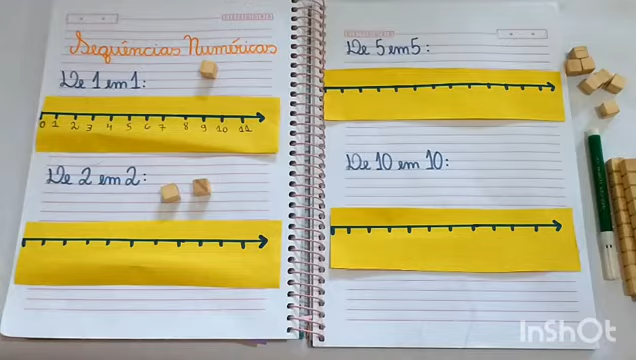 Sequências Numéricas
De 1 em 1:
0 1 2 3 4 5 6 7 8 9 10 11
De 2 em 2:
De 5 em 5:
De 10 em 10:
InShOt